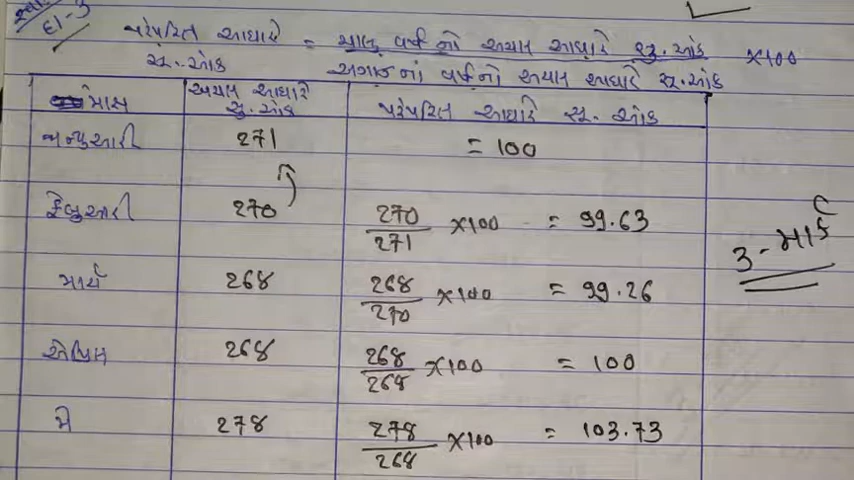 દા-3
પરંપરિત આધારે = ચાલુ વર્ષનો અચલ આધારે સૂ.આંક ×100
સૂ.આંક અગાઉનાં વર્ષનો અચલ આધારે સૂ.આંક
માસ અચલ આધારે સૂ.આંક પરંપરિત આધારે સૂ. આંક
જાન્યુઆરી 271 = 100
ફેબ્રુઆરી 270 270/271 ×100 = 99.63
માર્ચ 268 268/270 ×100 = 99.26
એપ્રિલ 268 268/268 ×100 = 100
મે 278 278/268 ×100 = 103.73
3-માર્ક